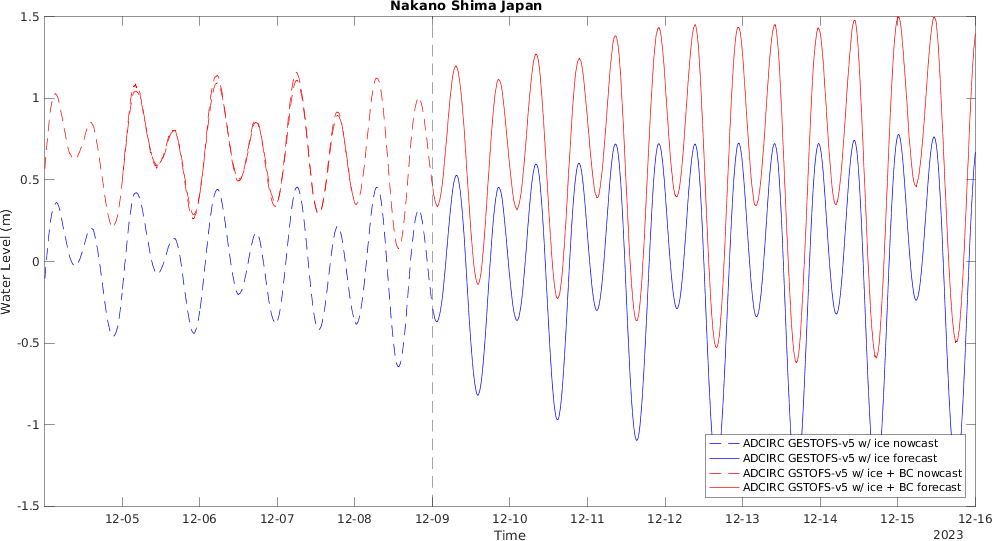 Nakano Shima Japan
1.5
1
0.5
0
-0.5
-1
-1.5
Water Level (m)
12-05
12-06
12-07
12-08
12-09
12-10
12-11
12-12
12-13
12-14
12-15
12-16
Time
2023
ADCIRC GESTOFS-v5 w/ ice nowcast
ADCIRC GESTOFS-v5 w/ ice forecast
ADCIRC GSTOFS-v5 w/ ice + BC nowcast
ADCIRC GSTOFS-v5 w/ ice + BC forecast